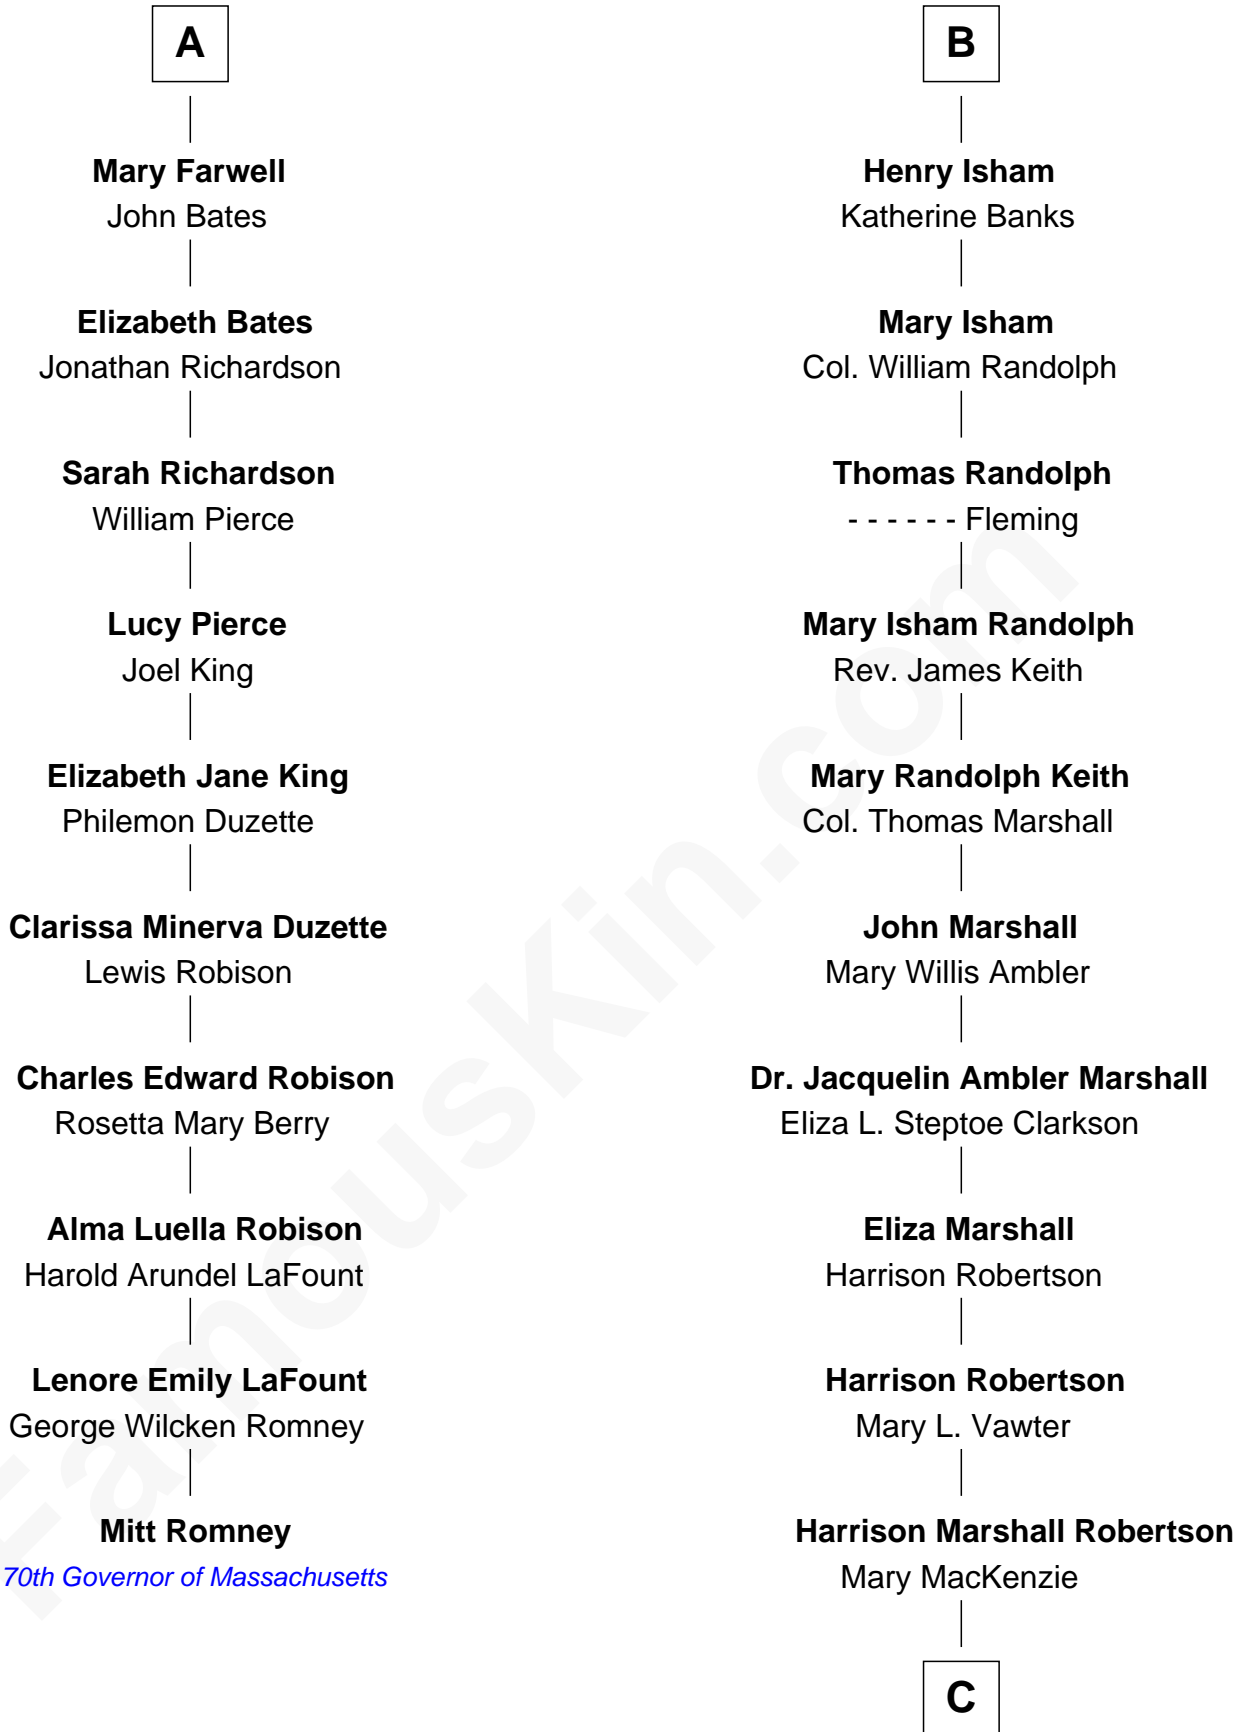 A
Mary Farwell
John Bates
Elizabeth Bates
Jonathan Richardson
Sarah Richardson
William Pierce
Lucy Pierce
Joel King
Elizabeth Jane King
Philemon Duzette
Clarissa Minerva Duzette
Lewis Robison
Charles Edward Robison
Rosetta Mary Berry
Alma Luella Robison
Harold Arundel LaFount
Lenore Emily LaFount
George Wilcken Romney
Mitt Romney
70th Governor of Massachusetts
B
Henry Isham
Katherine Banks
Mary Isham
Col. William Randolph
Thomas Randolph
- - - - - - Fleming
Mary Isham Randolph
Rev. James Keith
Mary Randolph Keith
Col. Thomas Marshall
John Marshall
Mary Willis Ambler
Dr. Jacquelin Ambler Marshall
Eliza L. Steptoe Clarkson
Eliza Marshall
Harrison Robertson
Harrison Robertson
Mary L. Vawter
Harrison Marshall Robertson
Mary MacKenzie
C
FamousKin.com